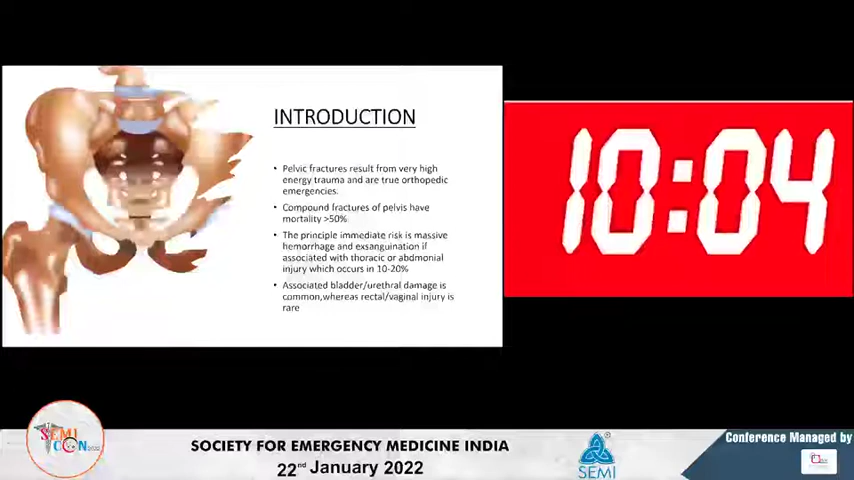 INTRODUCTION
• Pelvic fractures result from very high
energy trauma and are true orthopedic
emergencies.
• Compound fractures of pelvis have
mortality >50%
• The principle immediate risk is massive
hemorrhage and exsanguination if
associated with thoracic or abdmonial
injury which occurs in 10-20%
• Associated bladder/urethral damage is
common,whereas rectal/vaginal injury is
rare
10:04
SEMI
CON 2022
SOCIETY FOR EMERGENCY MEDICINE INDIA
22nd January 2022
SEMI
Conference Managed by